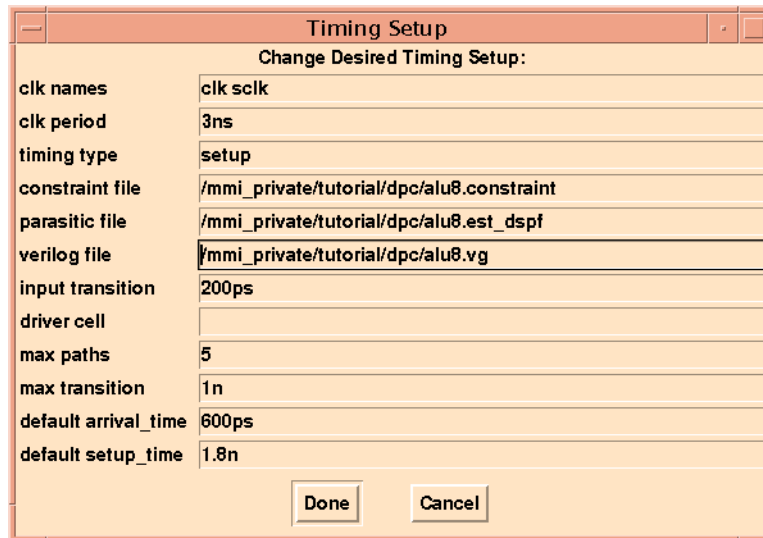 Timing Setup
Change Desired Timing Setup:
clk names clk sclk
clk period 3ns
timing type setup
constraint file /mmi_private/tutorial/dpc/alu8.constraint
parasitic file /mmi_private/tutorial/dpc/alu8.est_dspf
verilog file /mmi_private/tutorial/dpc/alu8.vg
input transition 200ps
driver cell
max paths 5
max transition 1n
default arrival_time 600ps
default setup_time 1.8n
Done Cancel